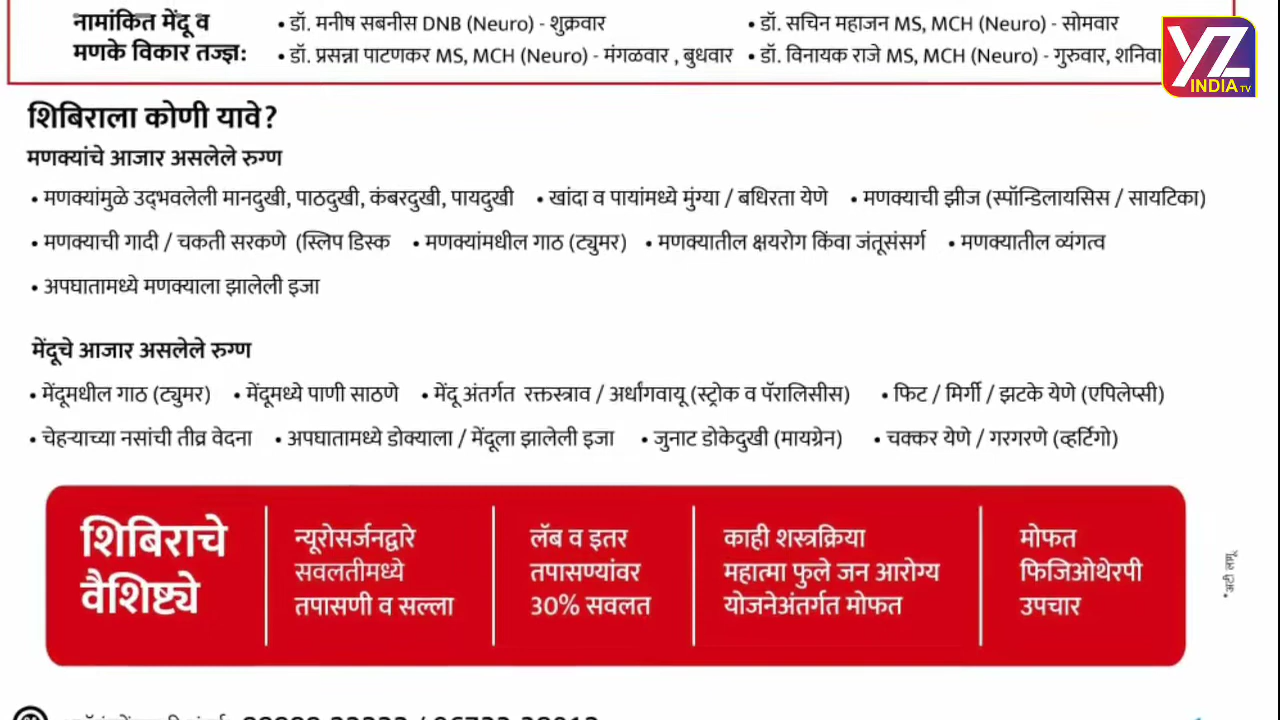 नामांकित मेंदू व
मणके विकार तज्ज्ञ:
• डॉ. मनीष सबनीस DNB (Neuro) - शुक्रवार
• डॉ. सचिन महाजन MS, MCH (Neuro) - सोमवार
• डॉ. प्रसन्ना पाटणकर MS, MCH (Neuro) - मंगळवार , बुधवार
• डॉ. विनायक राजे MS, MCH (Neuro) - गुरुवार,
YZ
INDIA TV
शिबिराला कोणी यावे?
मणक्यांचे आजार असलेले रुग्ण
• मणक्यांमुळे उद्‌भवलेली मानदुखी, पाठदुखी, कंबरदुखी, पायदुखी • खांदा व पायांमध्ये मुंग्या / बधिरता येणे • मणक्याची झीज (स्पॉन्डिलायसिस / सायटिका)
• मणक्याची गादी / चकती सरकणे (स्लिप डिस्क • मणक्यांमधील गाठ (ट्युमर) • मणक्यातील क्षयरोग किंवा जंतूसंसर्ग • मणक्यातील व्यंगत्व
• अपघातामध्ये मणक्याला झालेली इजा
मेंदूचे आजार असलेले रुग्ण
• मेंदूमधील गाठ (ट्युमर) • मेंदूमध्ये पाणी साठणे • मेंदू अंतर्गत रक्तस्त्राव / अर्धांगवायू (स्ट्रोक व पॅरालिसीस) • फिट / मिर्गी / झटके येणे (एपिलेप्सी)
• चेहऱ्याच्या नसांची तीव्र वेदना • अपघातामध्ये डोक्याला / मेंदूला झालेली इजा • जुनाट डोकेदुखी (मायग्रेन) • चक्कर येणे / गरगरणे (व्हर्टिगो)
शिबिराचे
वैशिष्ट्ये
न्यूरोसर्जनद्वारे
सवलतीमध्ये
तपासणी व सल्ला
लॅब व इतर
तपासण्यांवर
30% सवलत
काही शस्त्रक्रिया
महात्मा फुले जन आरोग्य
योजनेअंतर्गत मोफत
मोफत
फिजिओथेरपी
उपचार
*अटी लागू.